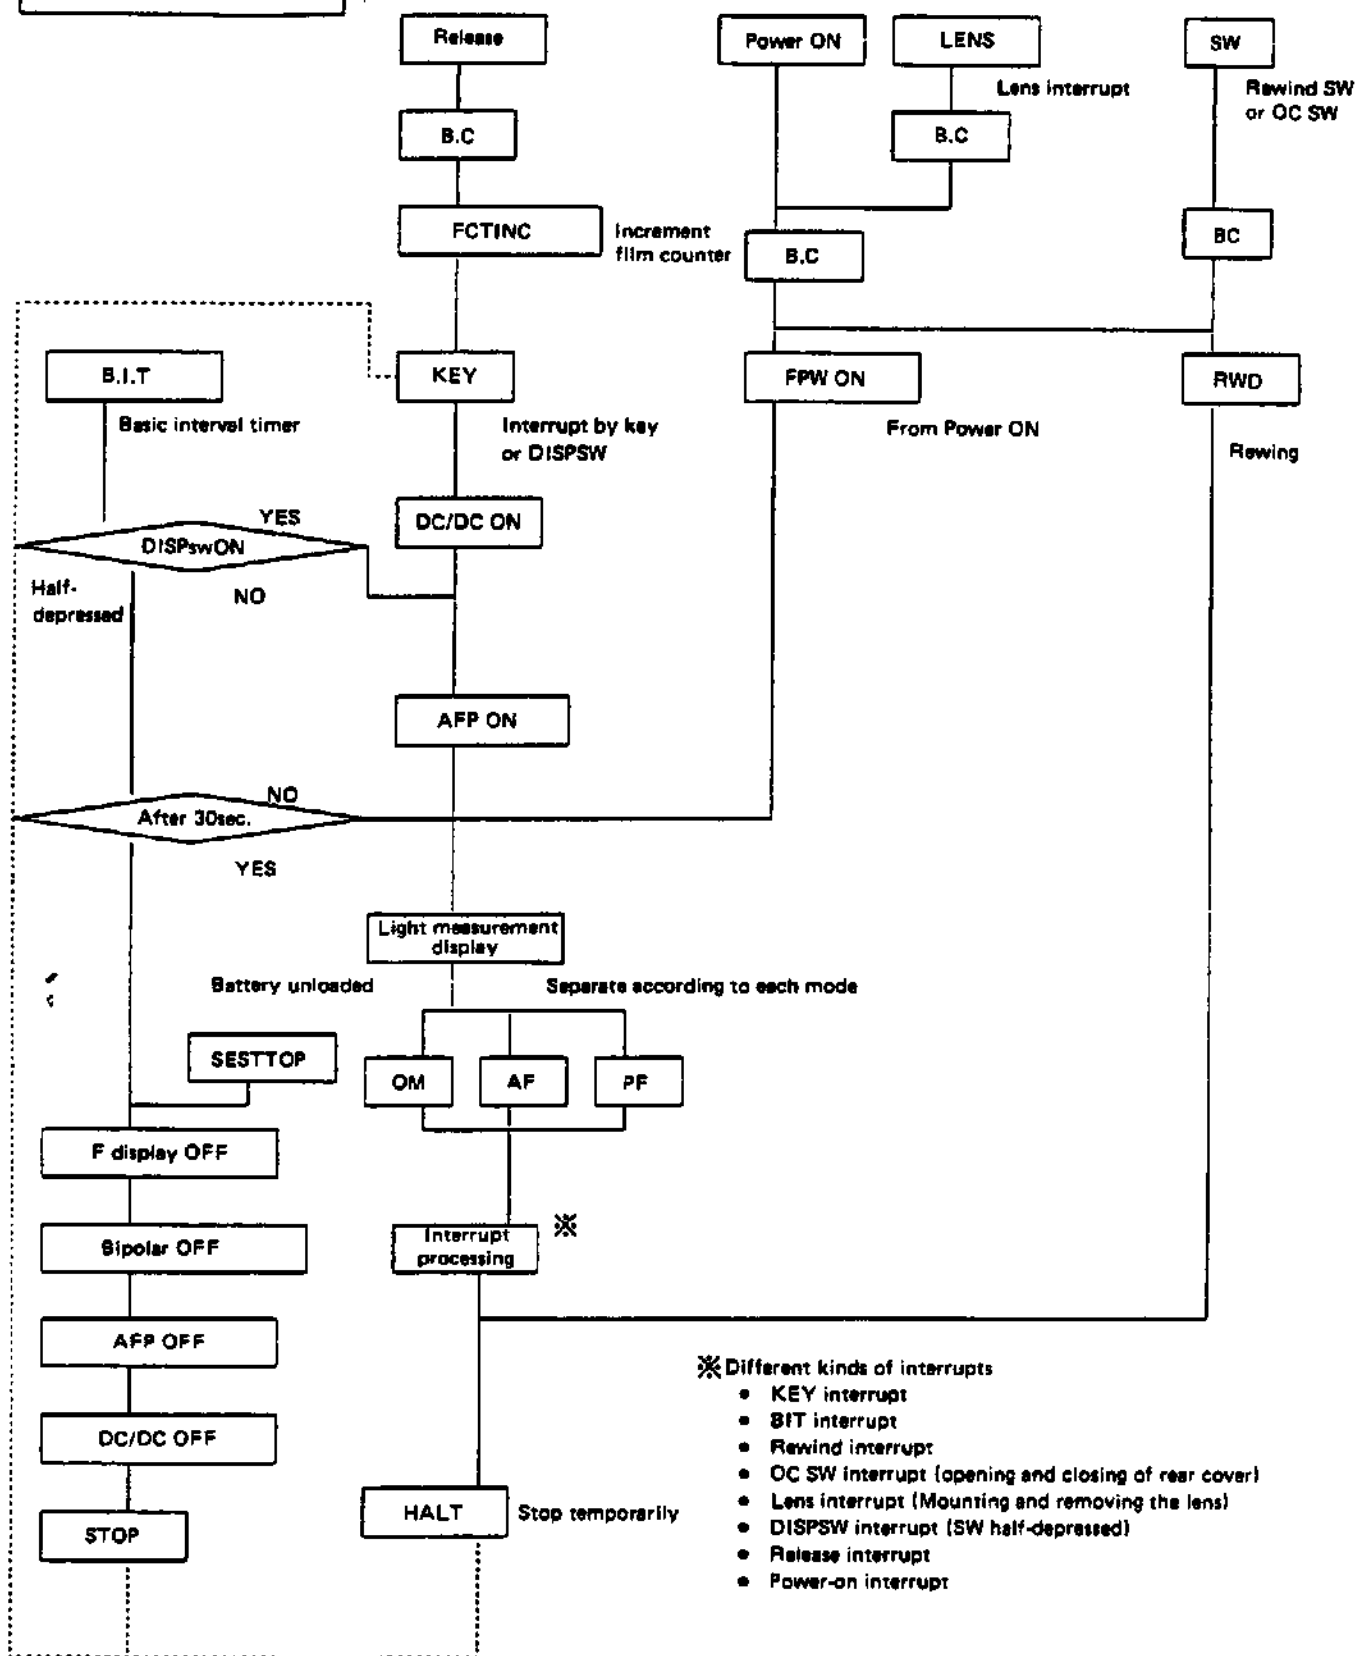 Release
Power ON
LENS
SW
Lens interrupt
Rewind SW
or OC SW
B.C
B.C
FCTINC
Increment
film counter
B.C
BC
B.I.T
KEY
FPW ON
RWD
Basic interval timer
Interrupt by key
or DISPSW
From Power ON
Rewing
YES
DC/DC ON
DISPswON
Half-
depressed
NO
AFP ON
NO
After 30sec.
YES
Light measurement
display
Battery unloaded
Separate according to each mode
SESTTOP
OM
AF
PF
F display OFF
Bipolar OFF
Interrupt
processing
※
AFP OFF
※ Different kinds of interrupts
• KEY interrupt
• BIT interrupt
• Rewind interrupt
• OC SW interrupt (opening and closing of rear cover)
• Lens interrupt (Mounting and removing the lens)
• DISPSW interrupt (SW half-depressed)
• Release interrupt
• Power-on interrupt
DC/DC OFF
HALT
Stop temporarily
STOP